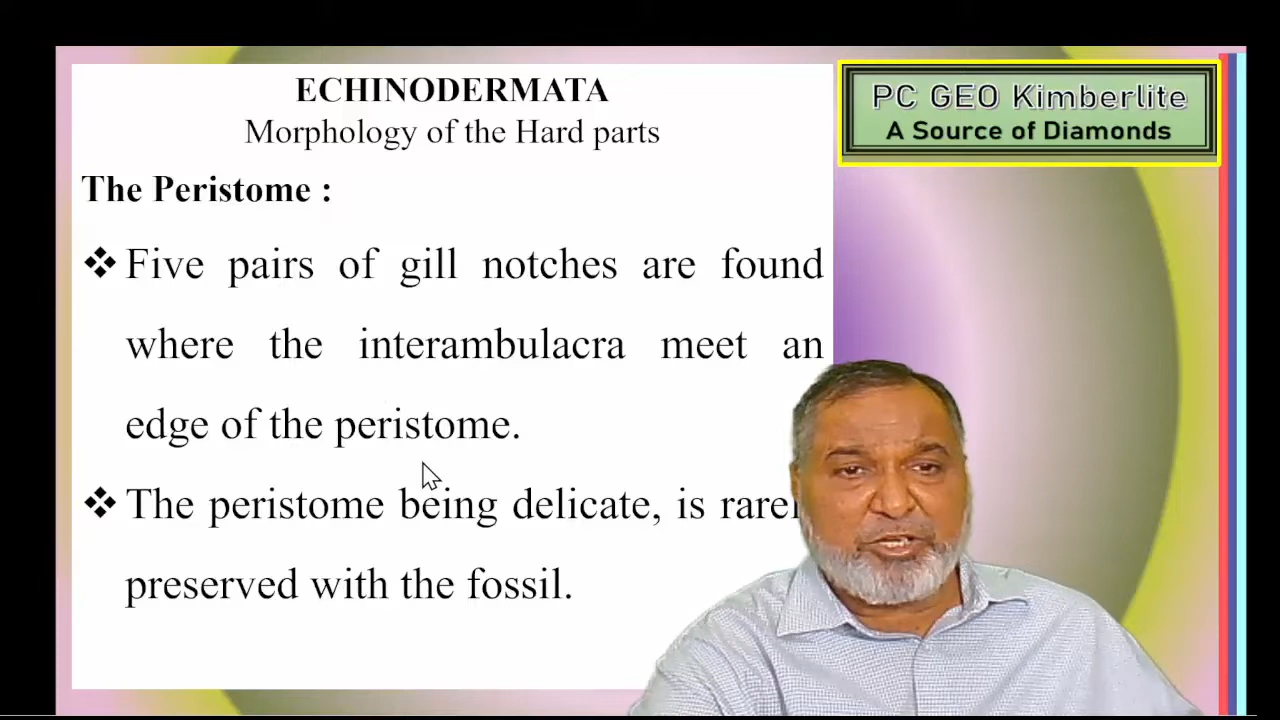 ECHINODERMATA
Morphology of the Hard parts
PC GEO Kimberlite
A Source of Diamonds
The Peristome :
❖ Five pairs of gill notches are found
where the interambulacra meet an
edge of the peristome.
❖ The peristome being delicate, is
preserved with the fossil.